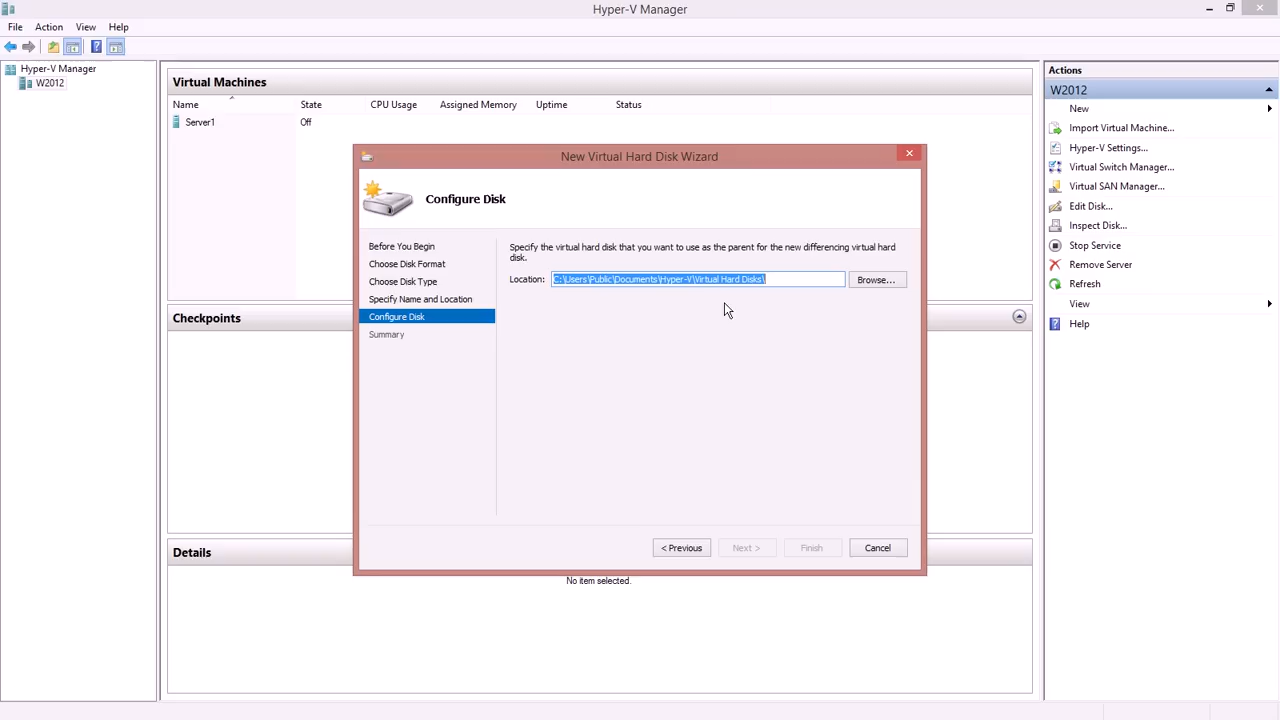 Hyper-V Manager
File Action View Help
Hyper-V Manager
W2012
Virtual Machines
Name State CPU Usage Assigned Memory Uptime Status
Server1 Off
New Virtual Hard Disk Wizard
Configure Disk
Before You Begin
Choose Disk Format
Choose Disk Type
Specify Name and Location
Configure Disk
Summary
Specify the virtual hard disk that you want to use as the parent for the new differencing virtual hard
disk.
Location: C:\Users\Public\Documents\Hyper-V\Virtual Hard Disks\ Browse...
< Previous Next > Finish Cancel
Checkpoints
Details
No item selected.
Actions
W2012
New
Import Virtual Machine...
Hyper-V Settings...
Virtual Switch Manager...
Virtual SAN Manager...
Edit Disk...
Inspect Disk...
Stop Service
Remove Server
Refresh
View
Help